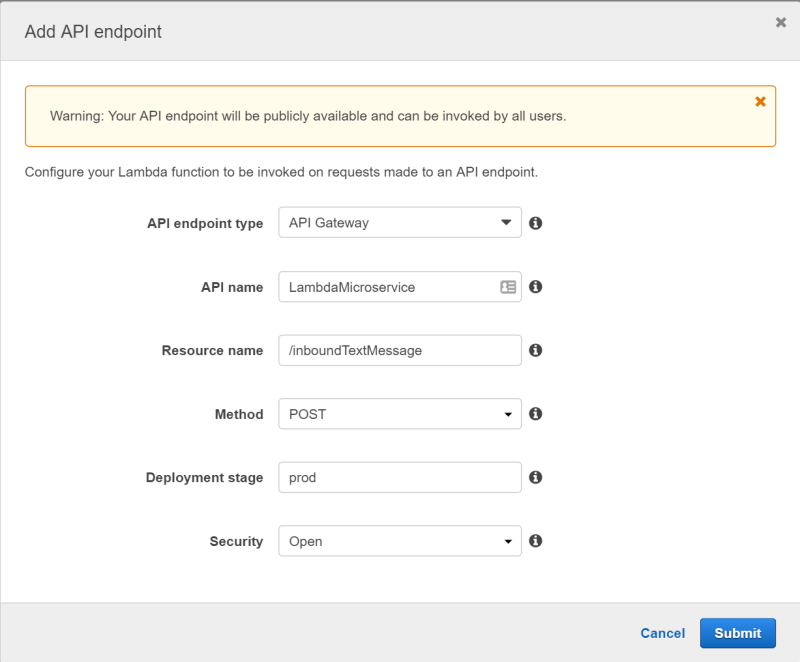 Add API endpoint
Warning: Your API endpoint will be publicly available and can be invoked by all users.
Configure your Lambda function to be invoked on requests made to an API endpoint.
API endpoint type API Gateway
API name LambdaMicroservice
Resource name /inboundTextMessage
Method POST
Deployment stage prod
Security Open
Cancel Submit